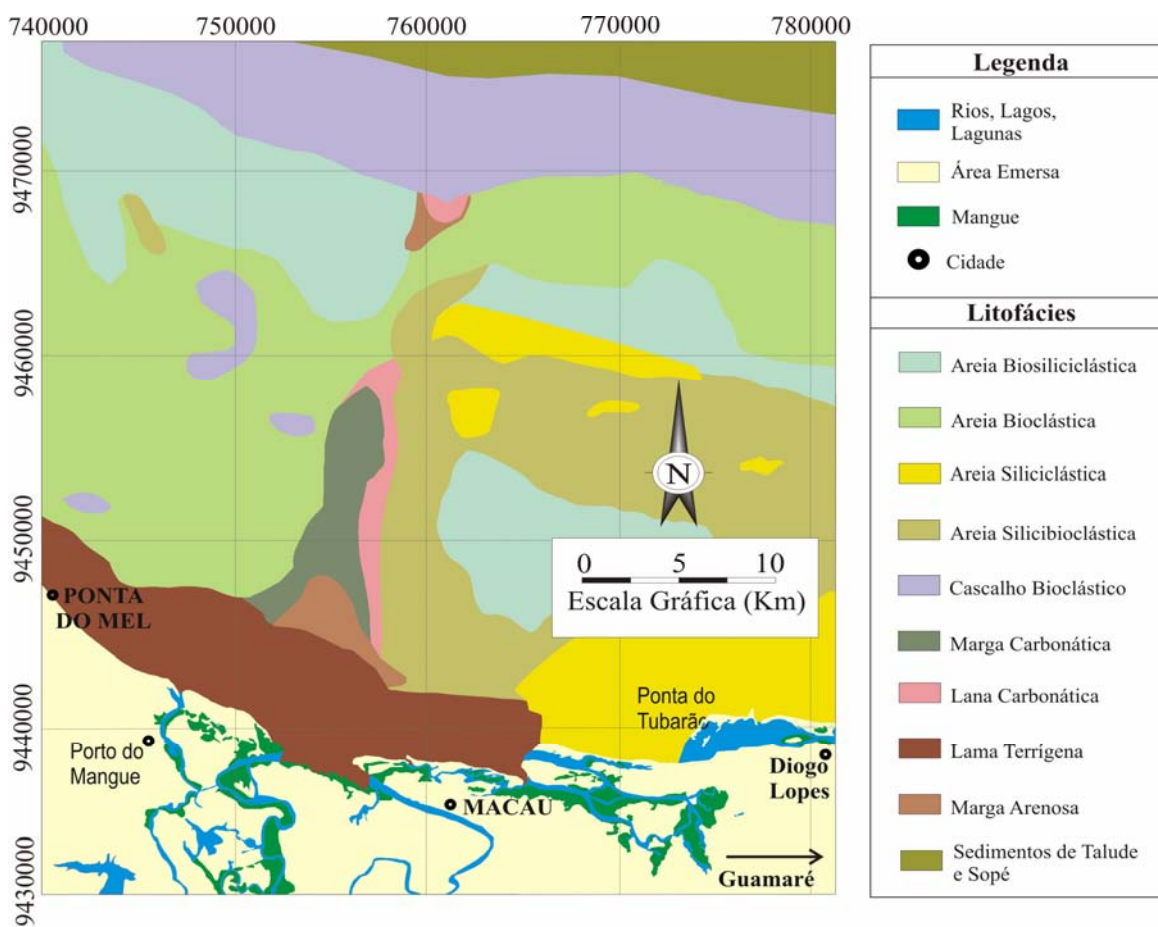 740000 750000 760000 770000 780000
9470000
9460000
9450000
9440000
9430000
PONTA
DO MEL
Porto do
Mangue
MACAU
Ponta do
Tubarão
Diogo
Lopes
Guamaré
N
0 5 10
Escala Gráfica (Km)
Legenda
Rios, Lagos,
Lagunas
Área Emersa
Mangue
Cidade
Litofácies
Areia Biosiliciclástica
Areia Bioclástica
Areia Siliciclástica
Areia Silicibioclástica
Cascalho Bioclástico
Marga Carbonática
Lana Carbonática
Lama Terrígena
Marga Arenosa
Sedimentos de Talude
e Sopé